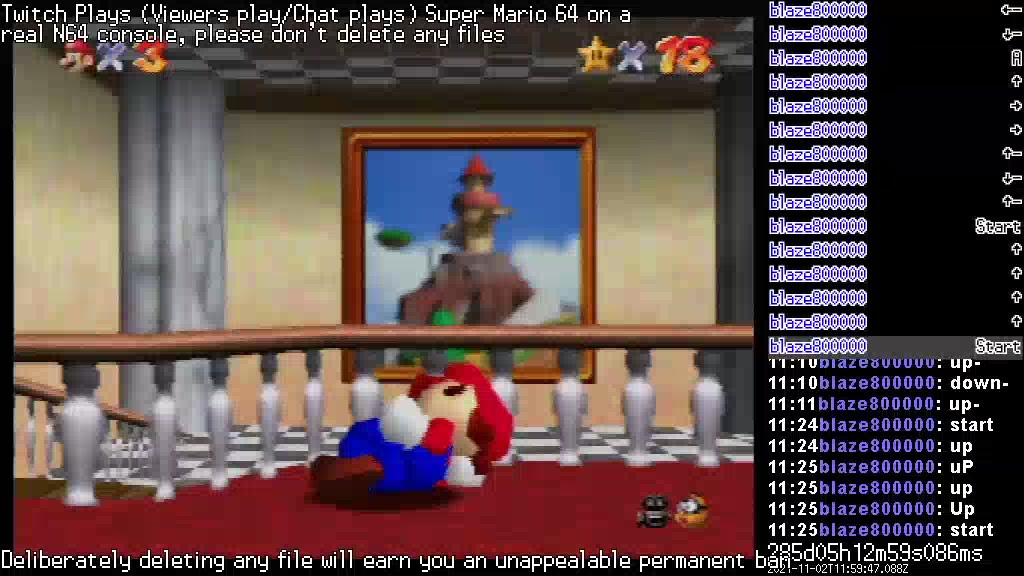 Twitch Plays (Viewers play/Chat plays) Super Mario 64 on a
real N64 console, please don't delete any files
3
18
blaze800000 ←-
blaze800000 ↓-
blaze800000 A
blaze800000 ↑
blaze800000 →
blaze800000 →
blaze800000 ↑-
blaze800000 ↓-
blaze800000 ↑-
blaze800000 Start
blaze800000 ↑
blaze800000 ↑
blaze800000 ↑
blaze800000 ↑
blaze800000 Start
11:10blaze800000: up-
11:10blaze800000: down-
11:11blaze800000: up-
11:24blaze800000: start
11:24blaze800000: up
11:25blaze800000: uP
11:25blaze800000: up
11:25blaze800000: Up
11:25blaze800000: start
Deliberately deleting any file will earn you an unappealable permanent ban
285d05h12m59s086ms
2021-11-02T11:59:47.088Z